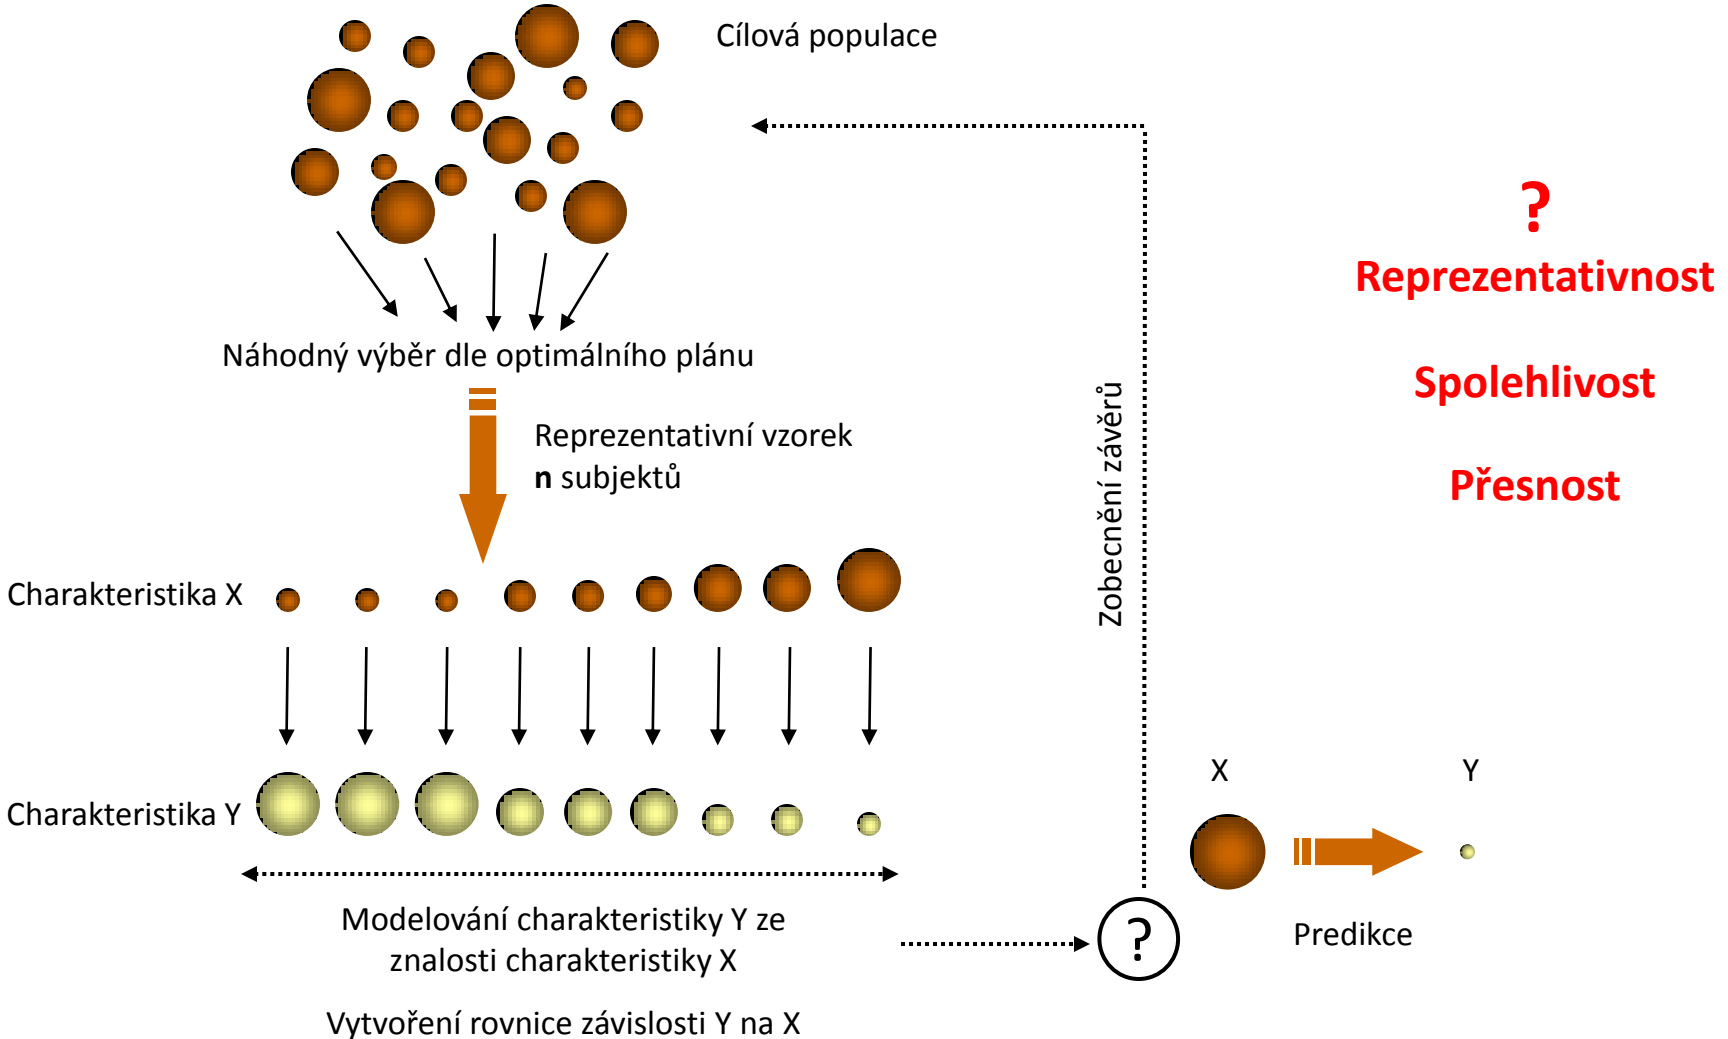 Cílová populace
?
Reprezentativnost
Spolehlivost
Přesnost
Náhodný výběr dle optimálního plánu
Reprezentativní vzorek
n subjektů
Zobecnění závěrů
Charakteristika X
Charakteristika Y
X
Y
Predikce
?
Modelování charakteristiky Y ze
znalosti charakteristiky X
Vytvoření rovnice závislosti Y na X